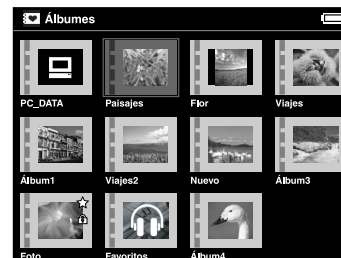 Álbumes
PC_DATA Paisajes Flor Viajes
Álbum1 Viajes2 Nuevo Álbum3
Foto Favoritos Álbum4